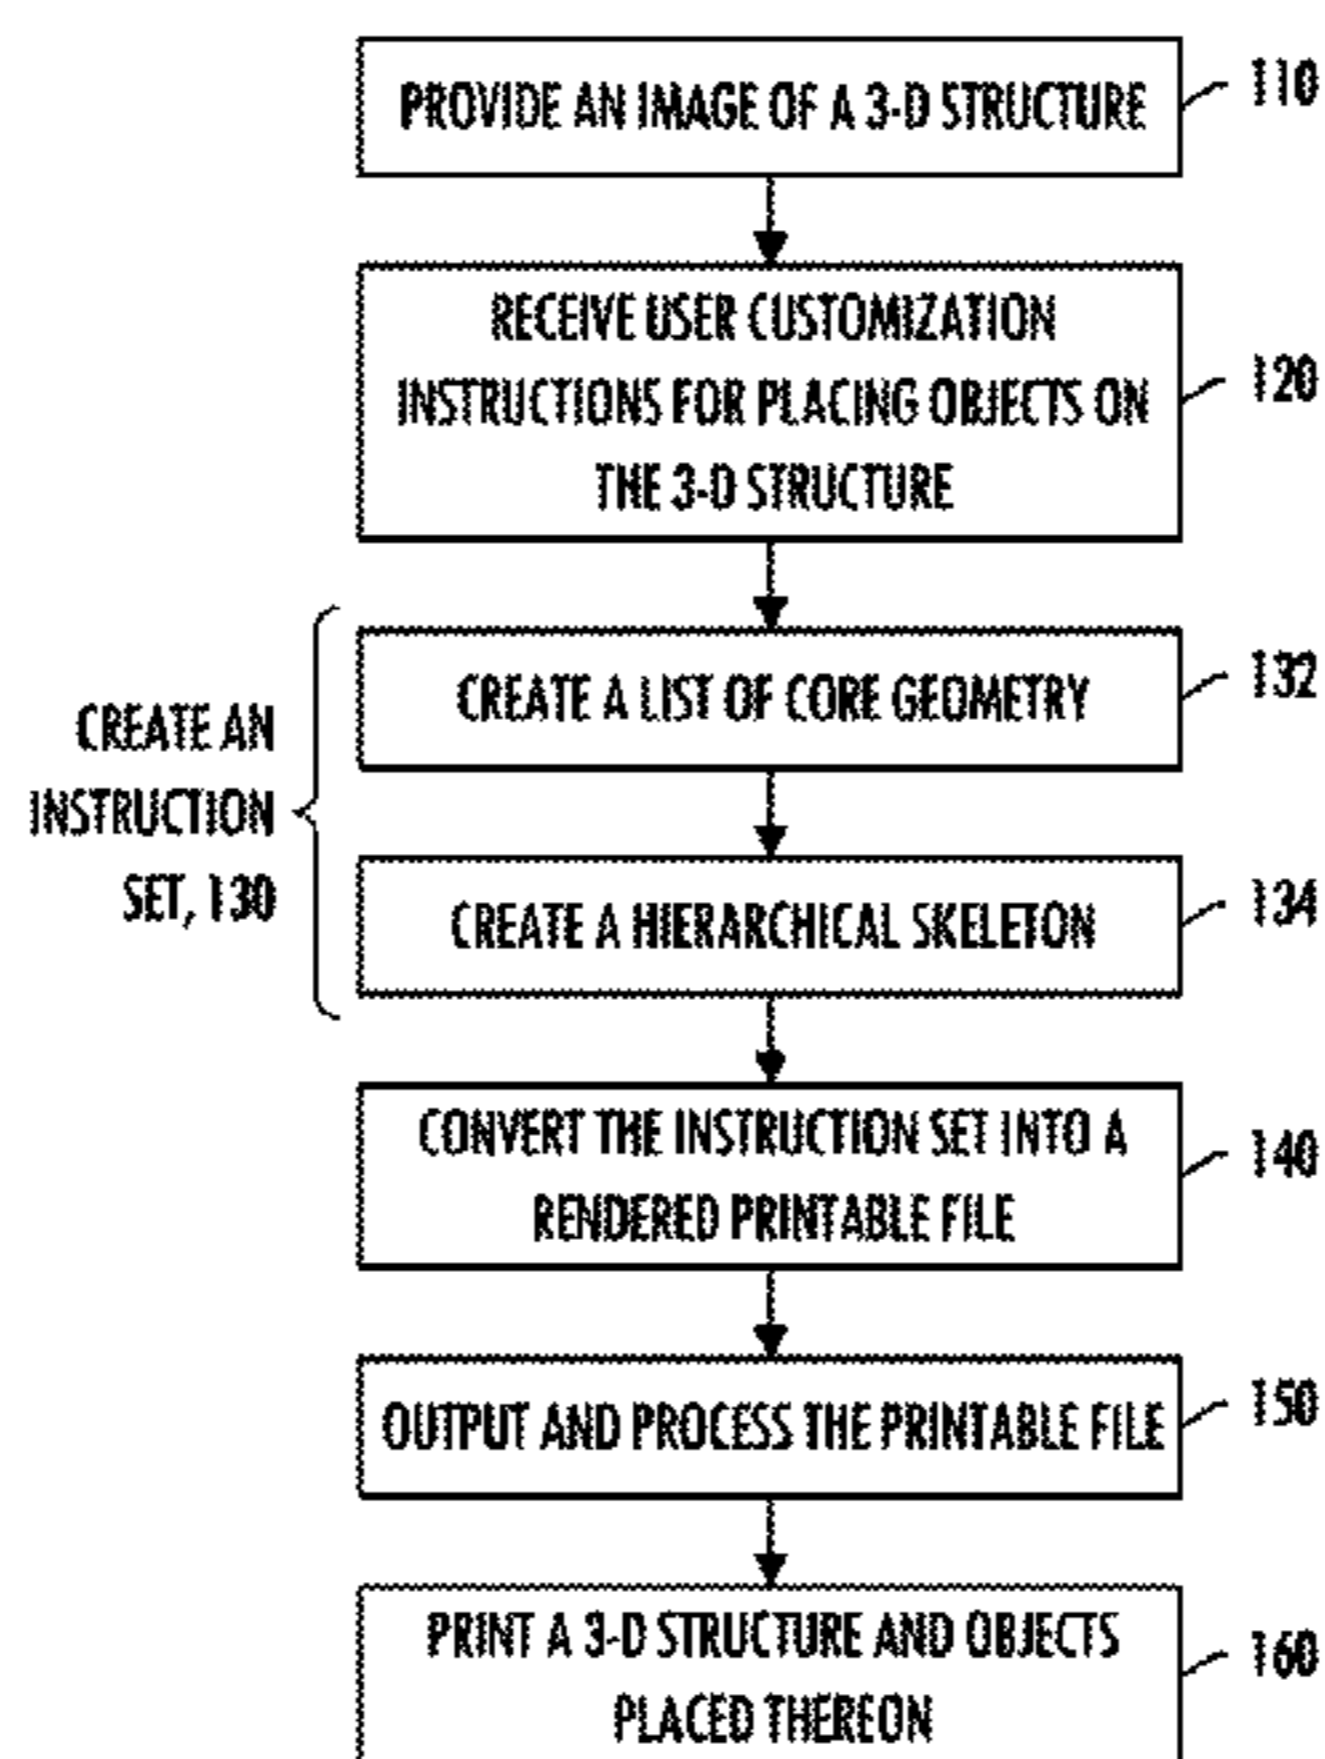 PROVIDE AN IMAGE OF A 3-D STRUCTURE
110
RECEIVE USER CUSTOMIZATION
INSTRUCTIONS FOR PLACING OBJECTS ON
THE 3-D STRUCTURE
120
CREATE AN
INSTRUCTION
SET, 130
CREATE A LIST OF CORE GEOMETRY
132
CREATE A HIERARCHICAL SKELETON
134
CONVERT THE INSTRUCTION SET INTO A
RENDERED PRINTABLE FILE
140
OUTPUT AND PROCESS THE PRINTABLE FILE
150
PRINT A 3-D STRUCTURE AND OBJECTS
PLACED THEREON
160